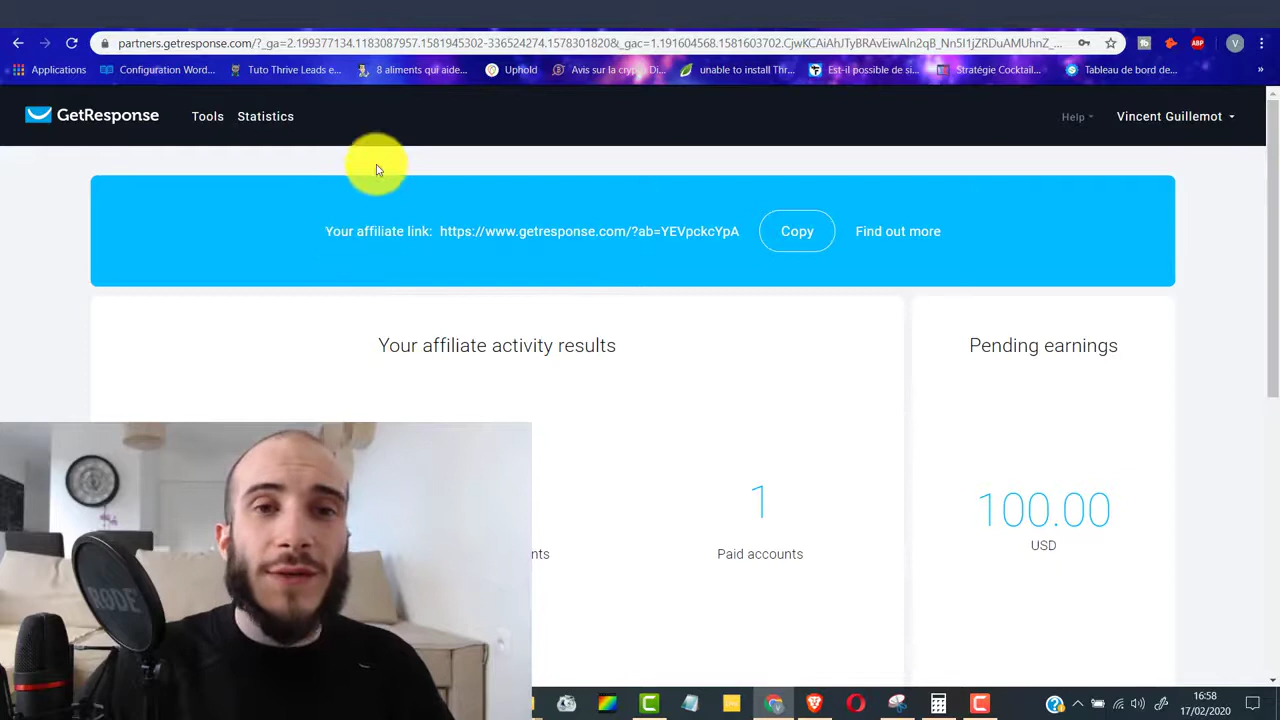 partners.getresponse.com/?_ga=2.199377134.1183087957.1581945302-336524274.1578301820&_gac=1.191604568.1581603702.CjwKCAiAhJTyBRAvEiwAln2qB_Nn5I1jZRDuAMUhnZ_...
Applications Configuration Word... Tuto Thrive Leads e... 8 aliments qui aide... Uphold Avis sur la crypto Di... unable to install Thr... Est-il possible de si... Stratégie Cocktail... Tableau de bord de... »
GetResponse Tools Statistics Help Vincent Guillemot
Your affiliate link: https://www.getresponse.com/?ab=YEVpckcYpA Copy Find out more
Your affiliate activity results
Pending earnings
1
100.00
nts
Paid accounts
USD
RØDE
16:58
17/02/2020